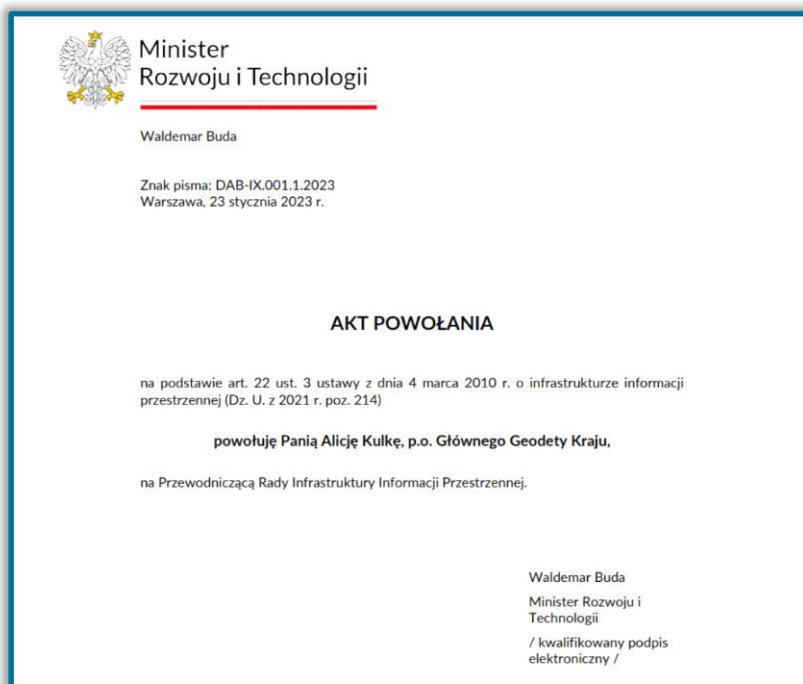 Minister
Rozwoju i Technologii
Waldemar Buda
Znak pisma: DAB-IX.001.1.2023
Warszawa, 23 stycznia 2023 r.
AKT POWOŁANIA
na podstawie art. 22 ust. 3 ustawy z dnia 4 marca 2010 r. o infrastrukturze informacji
przestrzennej (Dz. U. z 2021 r. poz. 214)
powołuję Panią Alicję Kulkę, p.o. Głównego Geodety Kraju,
na Przewodniczącą Rady Infrastruktury Informacji Przestrzennej.
Waldemar Buda
Minister Rozwoju i
Technologii
/ kwalifikowany podpis
elektroniczny /